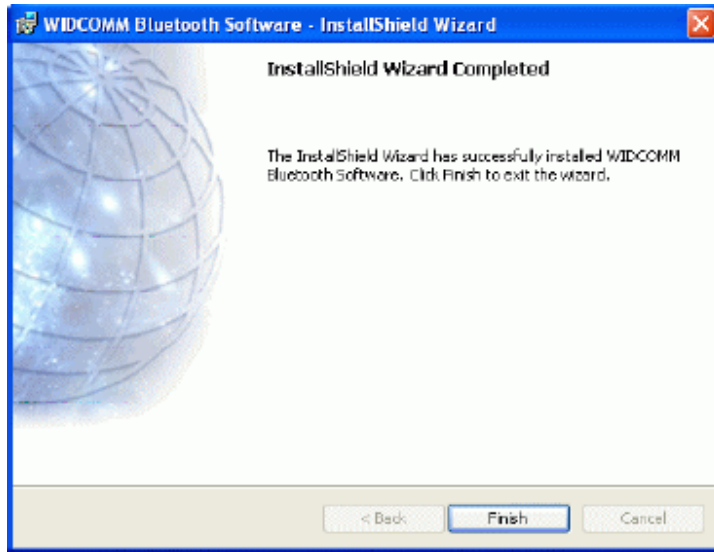 WIDCOMM Bluetooth Software - InstallShield Wizard
InstallShield Wizard Completed
The InstallShield Wizard has successfully installed WIDCOMM
Bluetooth Software. Click Finish to exit the wizard.
< Back
Finish
Cancel